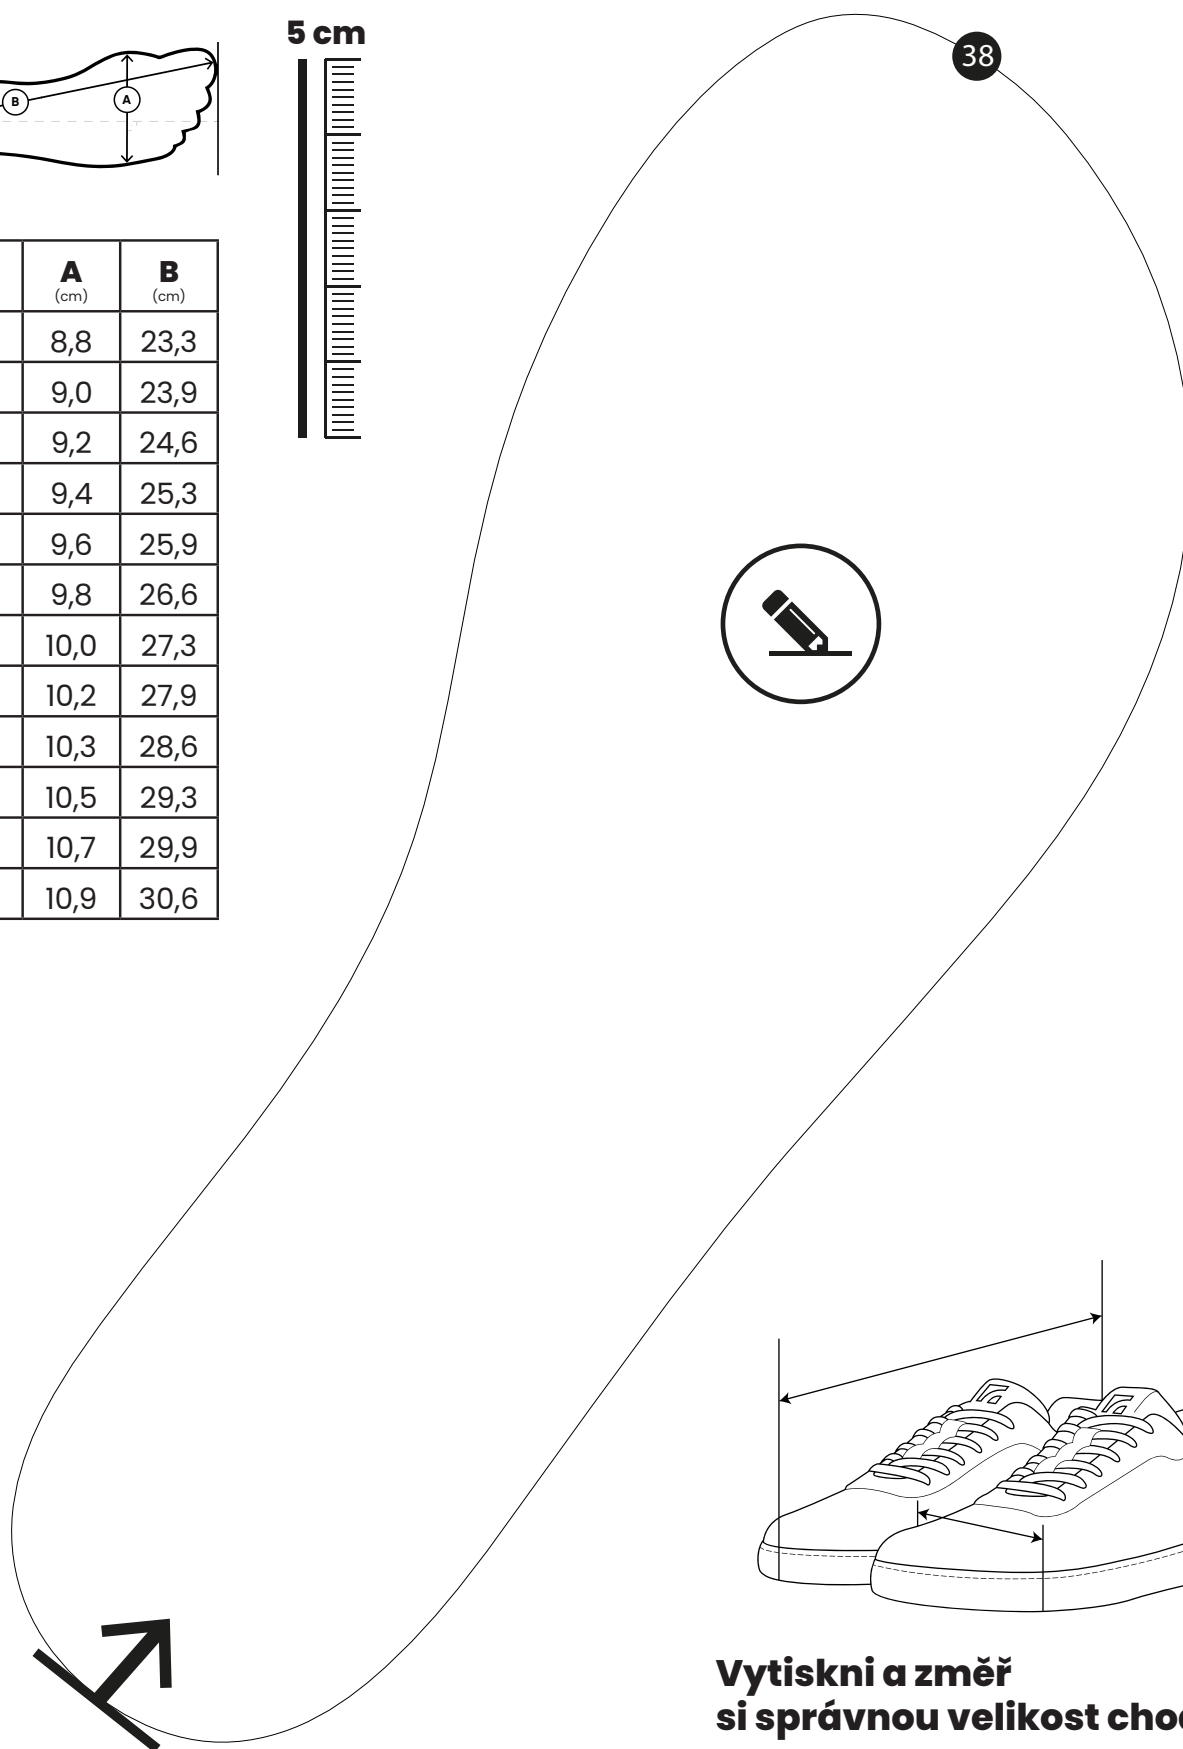 5 cm
38
B
A
A B
(cm) (cm)
8,8 23,3
9,0 23,9
9,2 24,6
9,4 25,3
9,6 25,9
9,8 26,6
10,0 27,3
10,2 27,9
10,3 28,6
10,5 29,3
10,7 29,9
10,9 30,6
Vytiskni a změř
si správnou velikost